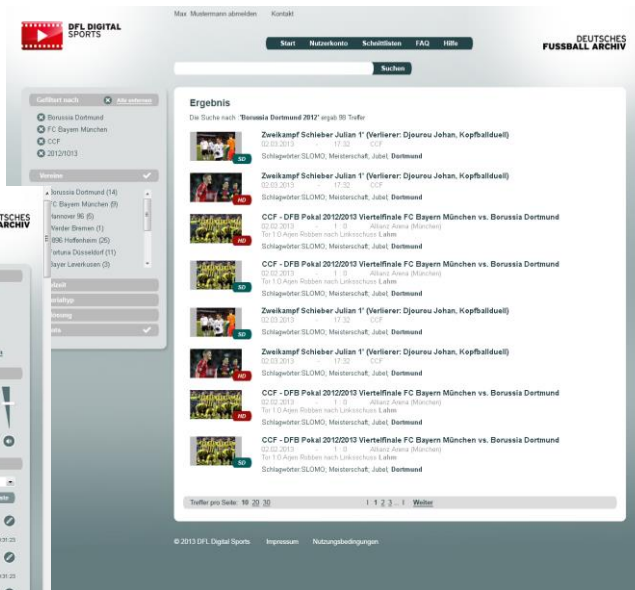 Max Mustermann abmelden Kontakt
DFL DIGITAL
SPORTS
Start Nutzerkonto Schnittlisten FAQ Hilfe
DEUTSCHES
FUSSBALL ARCHIV
Suchen
Gefiltert nach Alle entfernen
Borussia Dortmund
FC Bayern München
CCF
2012/1013
Vereine
Borussia Dortmund (14)
FC Bayern München (9)
Hannover 96 (6)
Werder Bremen (1)
1896 Hoffenheim (25)
Fortuna Düsseldorf (11)
Bayer Leverkusen (3)
Ergebnis
Die Suche nach 'Borussia Dortmund 2012' ergab 98 Treffer
Zweikampf Schieber Julian 1' (Verlierer: Djourou Johan, Kopfballduell)
02.03.2013 - 17:32 CCF
Schlagwörter:SLOMO; Meisterschaft; Jubel; Dortmund
SD
Zweikampf Schieber Julian 1' (Verlierer: Djeureu Johan, Kopfballduell)
02.03.2013 - 17:32 CCF
Schlagwörter:SLOMO; Meisterschaft; Jubel; Dortmund
HD
CCF - DFB Pokal 2012/2013 Viertelfinale FC Bayern München vs. Borussia Dortmund
02.02.2013 - 1 : 0 Allianz Arena (München)
Tor 1:0 Arjen Robben nach Linksschuss Lahm
Schlagwörter:SLOMO; Meisterschaft; Jubel; Dortmund
HD
CCF - DFB Pokal 2012/2013 Viertelfinale FC Bayern München vs. Borussia Dortmund
02.02.2013 - 1 : 0 Allianz Arena (München)
Tor 1:0 Arjen Robben nach Linksschuss Lahm
Schlagwörter:SLOMO; Meisterschaft; Jubel; Dortmund
SD
Zweikampf Schieber Julian 1' (Verlierer: Djeureu Johan, Kopfballduell)
02.03.2013 - 17:32 CCF
Schlagwörter:SLOMO; Meisterschaft; Jubel; Dortmund
SD
Zweikampf Schieber Julian 1' (Verlierer: Djeureu Johan, Kopfballduell)
02.03.2013 - 17:32 CCF
Schlagwörter:SLOMO; Meisterschaft; Jubel; Dortmund
HD
CCF - DFB Pokal 2012/2013 Viertelfinale FC Bayern München vs. Borussia Dortmund
02.02.2013 - 1 : 0 Allianz Arena (München)
Tor 1:0 Arjen Robben nach Linksschuss Lahm
Schlagwörter:SLOMO; Meisterschaft; Jubel; Dortmund
HD
CCF - DFB Pokal 2012/2013 Viertelfinale FC Bayern München vs. Borussia Dortmund
02.02.2013 - 1 : 0 Allianz Arena (München)
Tor 1:0 Arjen Robben nach Linksschuss Lahm
Schlagwörter:SLOMO; Meisterschaft; Jubel; Dortmund
SD
Treffer pro Seite: 10 20 30 | 1 2 3 .. | Weiter
© 2013 DFL Digital Sports Impressum Nutzungsbedingungen